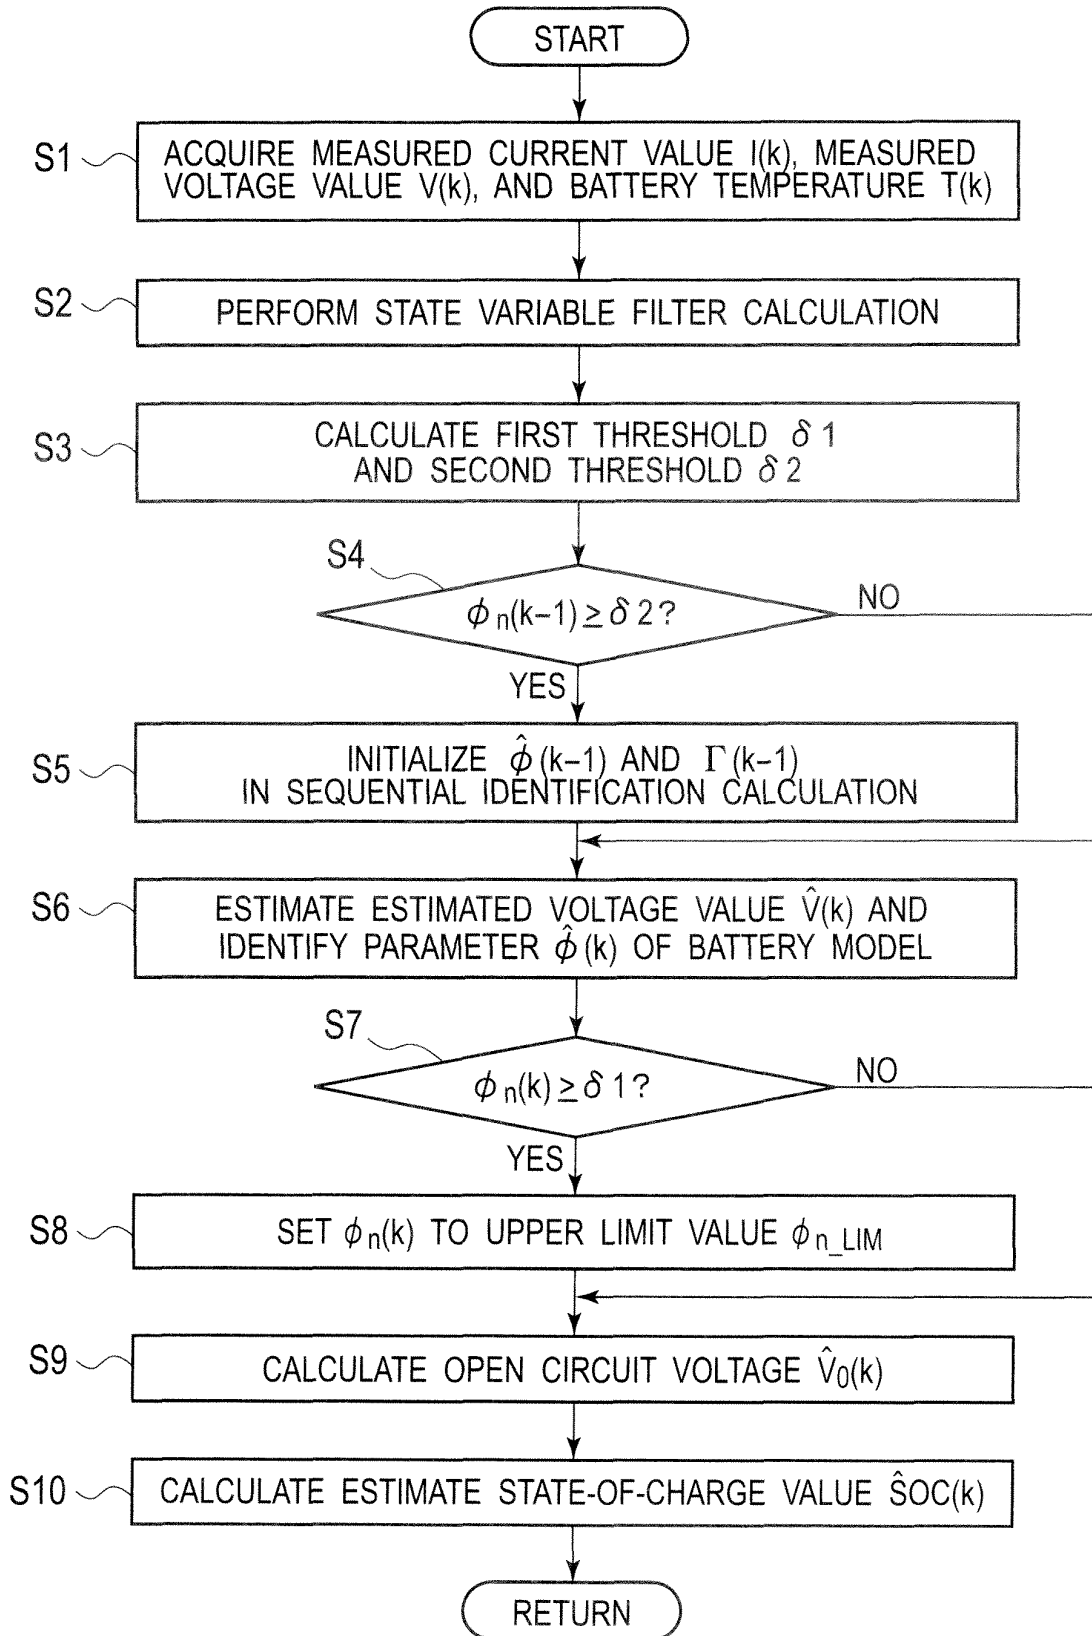 START
S1
ACQUIRE MEASURED CURRENT VALUE I(k), MEASURED
VOLTAGE VALUE V(k), AND BATTERY TEMPERATURE T(k)
S2
PERFORM STATE VARIABLE FILTER CALCULATION
S3
CALCULATE FIRST THRESHOLD δ1
AND SECOND THRESHOLD δ2
S4
ϕn(k−1) ≥ δ2?
NO
YES
S5
INITIALIZE ϕ̂(k−1) AND Γ(k−1)
IN SEQUENTIAL IDENTIFICATION CALCULATION
S6
ESTIMATE ESTIMATED VOLTAGE VALUE V̂(k) AND
IDENTIFY PARAMETER ϕ̂(k) OF BATTERY MODEL
S7
ϕn(k) ≥ δ1?
NO
YES
S8
SET ϕn(k) TO UPPER LIMIT VALUE ϕn_LIM
S9
CALCULATE OPEN CIRCUIT VOLTAGE V̂0(k)
S10
CALCULATE ESTIMATE STATE-OF-CHARGE VALUE ŜOC(k)
RETURN